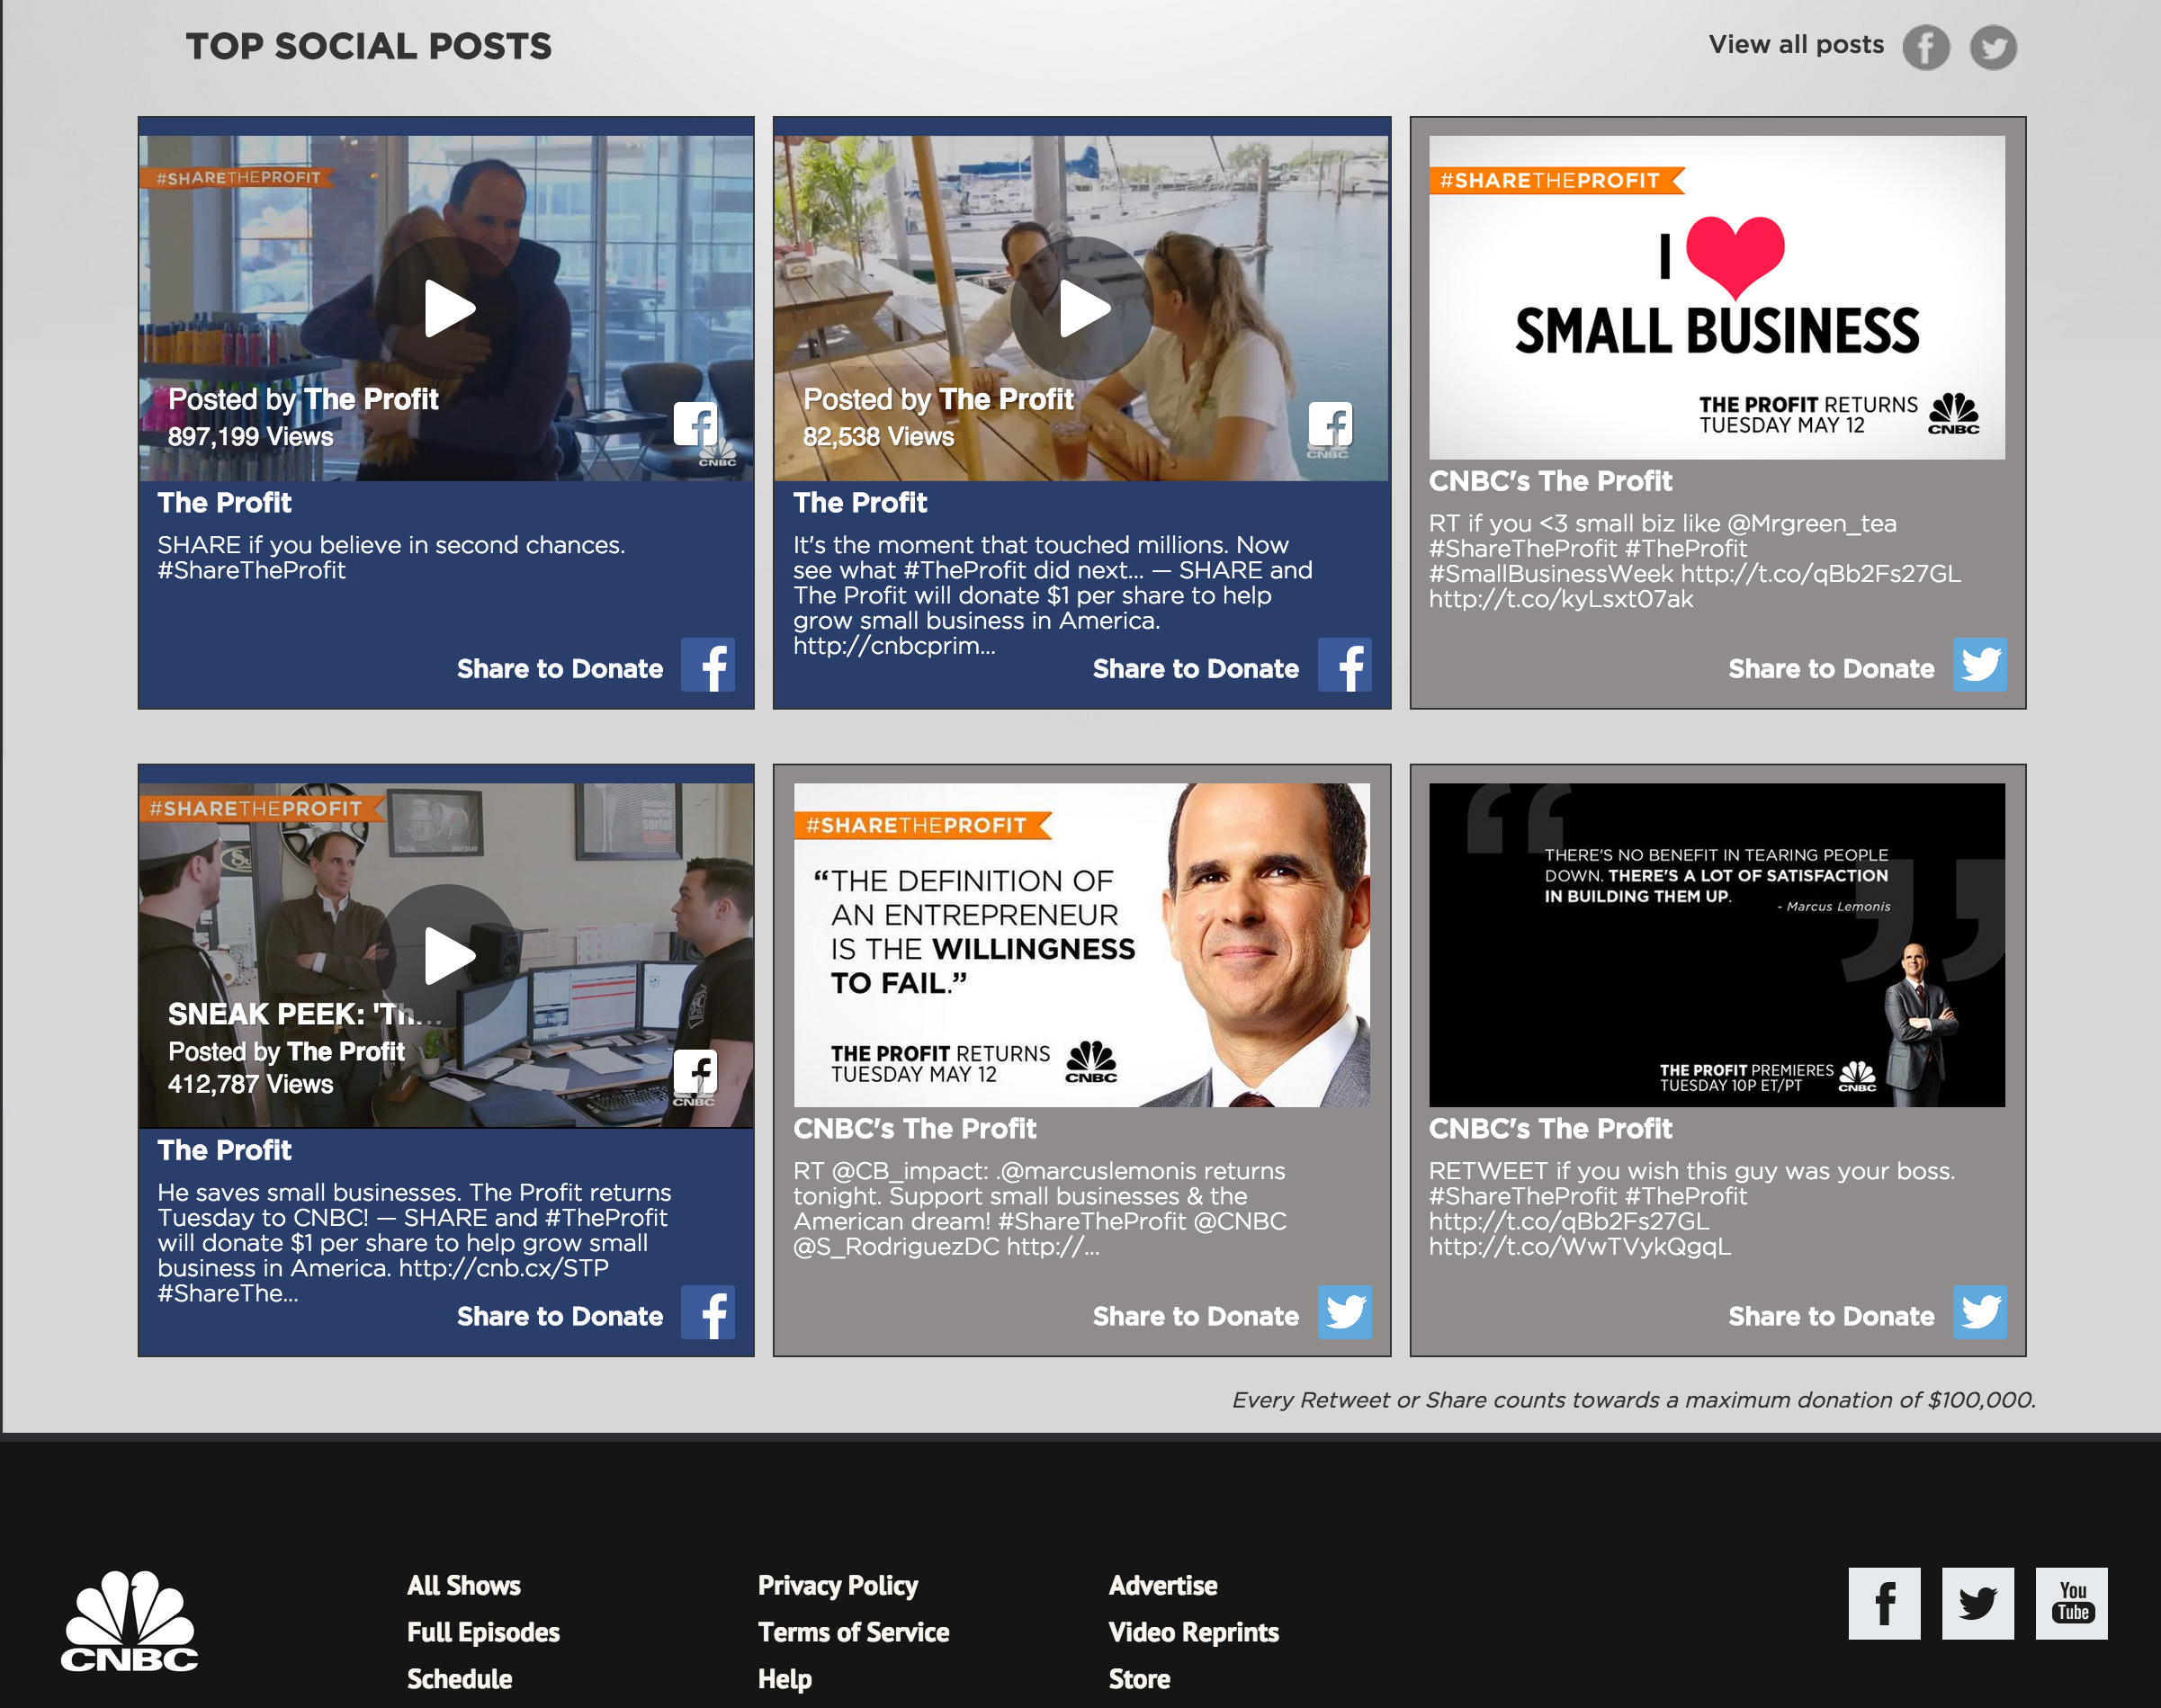 TOP SOCIAL POSTS
View all posts
#SHARETHEPROFIT
Posted by The Profit
897,199 Views
CNBC
The Profit
SHARE if you believe in second chances.
#ShareTheProfit
Share to Donate
Posted by The Profit
82,538 Views
CNBC
The Profit
It's the moment that touched millions. Now
see what #TheProfit did next... — SHARE and
The Profit will donate $1 per share to help
grow small business in America.
http://cnbcprim...
Share to Donate
#SHARETHEPROFIT
I
SMALL BUSINESS
THE PROFIT RETURNS
TUESDAY MAY 12
CNBC
CNBC's The Profit
RT if you <3 small biz like @Mrgreen_tea
#ShareTheProfit #TheProfit
#SmallBusinessWeek http://t.co/qBb2Fs27GL
http://t.co/kyLsxt07ak
Share to Donate
#SHARETHEPROFIT
SNEAK PEEK: 'Th...
Posted by The Profit
412,787 Views
CNBC
The Profit
He saves small businesses. The Profit returns
Tuesday to CNBC! — SHARE and #TheProfit
will donate $1 per share to help grow small
business in America. http://cnb.cx/STP
#ShareThe...
Share to Donate
#SHARETHEPROFIT
“THE DEFINITION OF
AN ENTREPRENEUR
IS THE WILLINGNESS
TO FAIL.”
THE PROFIT RETURNS
TUESDAY MAY 12
CNBC
CNBC's The Profit
RT @CB_impact: .@marcuslemonis returns
tonight. Support small businesses & the
American dream! #ShareTheProfit @CNBC
@S_RodriguezDC http://...
Share to Donate
THERE'S NO BENEFIT IN TEARING PEOPLE
DOWN. THERE'S A LOT OF SATISFACTION
IN BUILDING THEM UP.
- Marcus Lemonis
THE PROFIT PREMIERES
TUESDAY 10P ET/PT
CNBC
CNBC's The Profit
RETWEET if you wish this guy was your boss.
#ShareTheProfit #TheProfit
http://t.co/qBb2Fs27GL
http://t.co/WwTVykQgqL
Share to Donate
Every Retweet or Share counts towards a maximum donation of $100,000.
CNBC
All Shows
Full Episodes
Schedule
Privacy Policy
Terms of Service
Help
Advertise
Video Reprints
Store
You
Tube